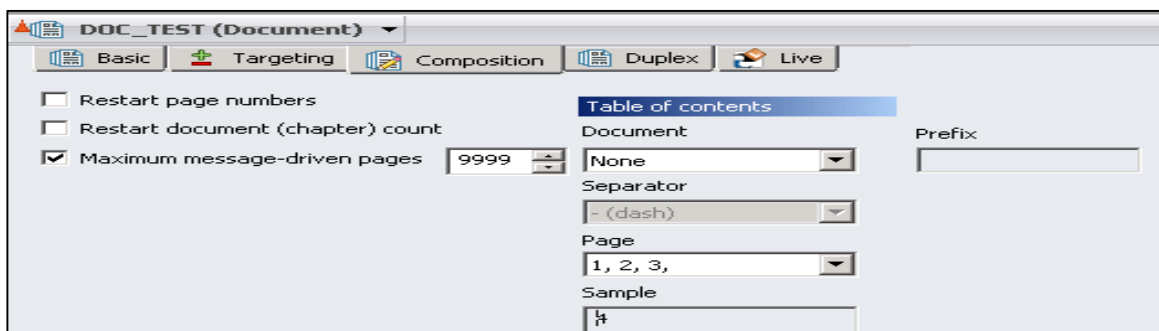 DOC_TEST (Document)
Basic Targeting Composition Duplex Live
Restart page numbers
Restart document (chapter) count
Maximum message-driven pages 9999
Table of contents
Document Prefix
None
Separator
- (dash)
Page
1, 2, 3,
Sample